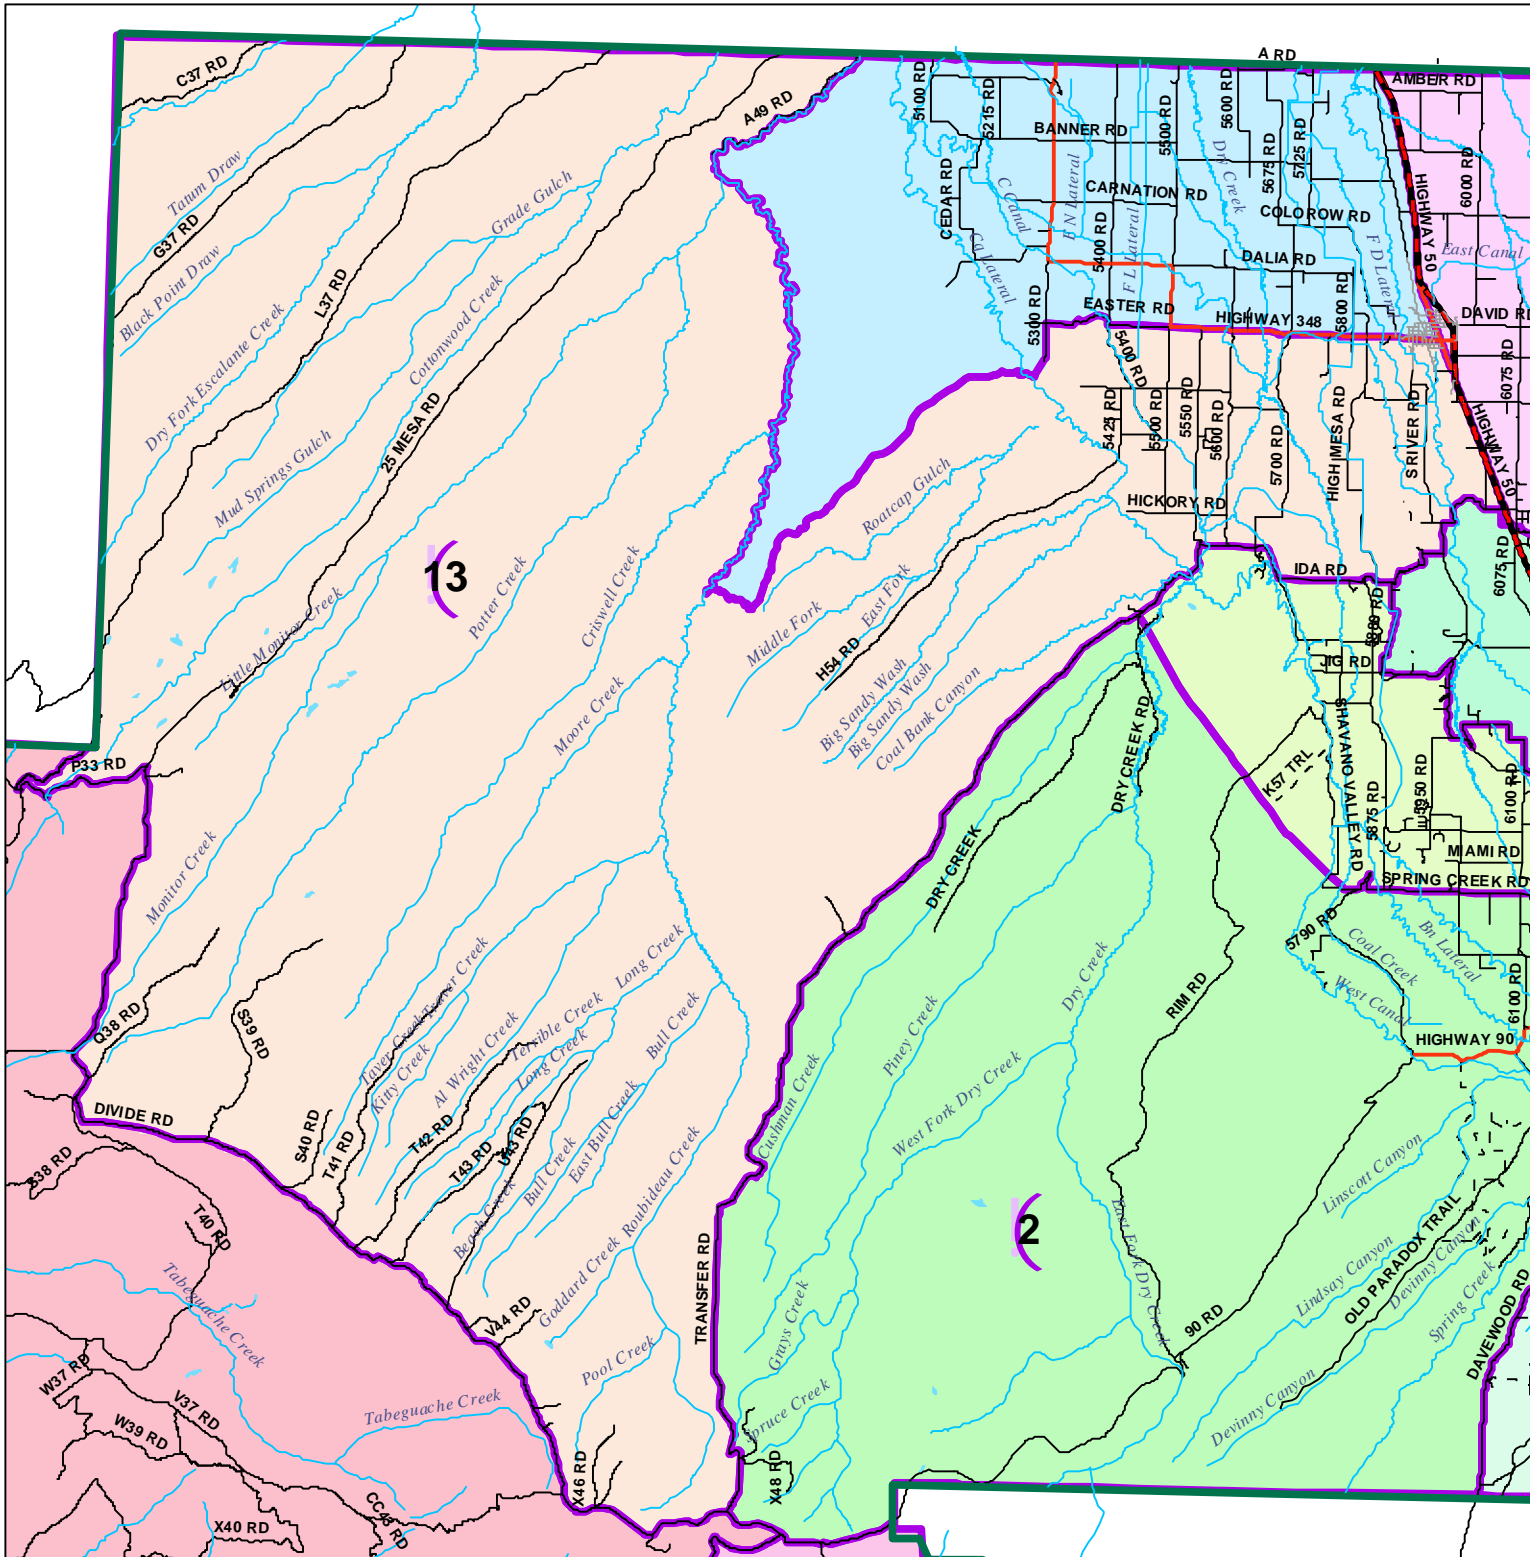 A RD
C37 RD
AMBER RD
A49 RD
5100 RD
5215 RD
BANNER RD
5500 RD
5600 RD
5675 RD
5725 RD
Dry Creek
6000 RD
HIGHWAY 50
Tatum Draw
G37 RD
Grade Gulch
CEDAR RD
C Canal
F N Lateral
CARNATION RD
COLOROW RD
Black Point Draw
Ca Lateral
5400 RD
F L Lateral
DALIA RD
F D Lateral
East Canal
L37 RD
Dry Fork Escalante Creek
Cottonwood Creek
5300 RD
EASTER RD
HIGHWAY 348
5800 RD
DAVID RD
5400 RD
6075 RD
25 MESA RD
Mud Springs Gulch
5425 RD
5500 RD
5550 RD
5600 RD
5700 RD
HIGH MESA RD
S RIVER RD
HIGHWAY 50
Roatcap Gulch
HICKORY RD
13
Potter Creek
Criswell Creek
East Fork
IDA RD
6075 RD
Little Monitor Creek
Middle Fork
H54 RD
JIG RD
Moore Creek
Big Sandy Wash
Big Sandy Wash
Coal Bank Canyon
DRY CREEK RD
SHAVANO VALLEY RD
P33 RD
K57 TRL
5875 RD
5950 RD
6100 RD
Monitor Creek
DRY CREEK
MIAMI RD
SPRING CREEK RD
5790 RD
Coal Creek
Bn Lateral
Traver Creek
Long Creek
Dry Creek
West Canal
RIM RD
6100 RD
Q38 RD
S39 RD
Kitty Creek
Al Wright Creek
Terrible Creek
Long Creek
Bull Creek
Piney Creek
HIGHWAY 90
West Fork Dry Creek
Cushman Creek
DIVIDE RD
S40 RD
T41 RD
T42 RD
T43 RD
U43 RD
Bull Creek
East Bull Creek
Beach Creek
Roubideau Creek
S38 RD
T40 RD
2
Linscott Canyon
East Fork Dry Creek
OLD PARADOX TRAIL
Lindsay Canyon
Devinny Canyon
Spring Creek
Tabeguache Creek
Goddard Creek
V44 RD
TRANSFER RD
Grays Creek
90 RD
DAVEWOOD RD
Pool Creek
W37 RD
V37 RD
W39 RD
Tabeguache Creek
Spruce Creek
Devinny Canyon
X46 RD
X48 RD
X40 RD
CC43 RD